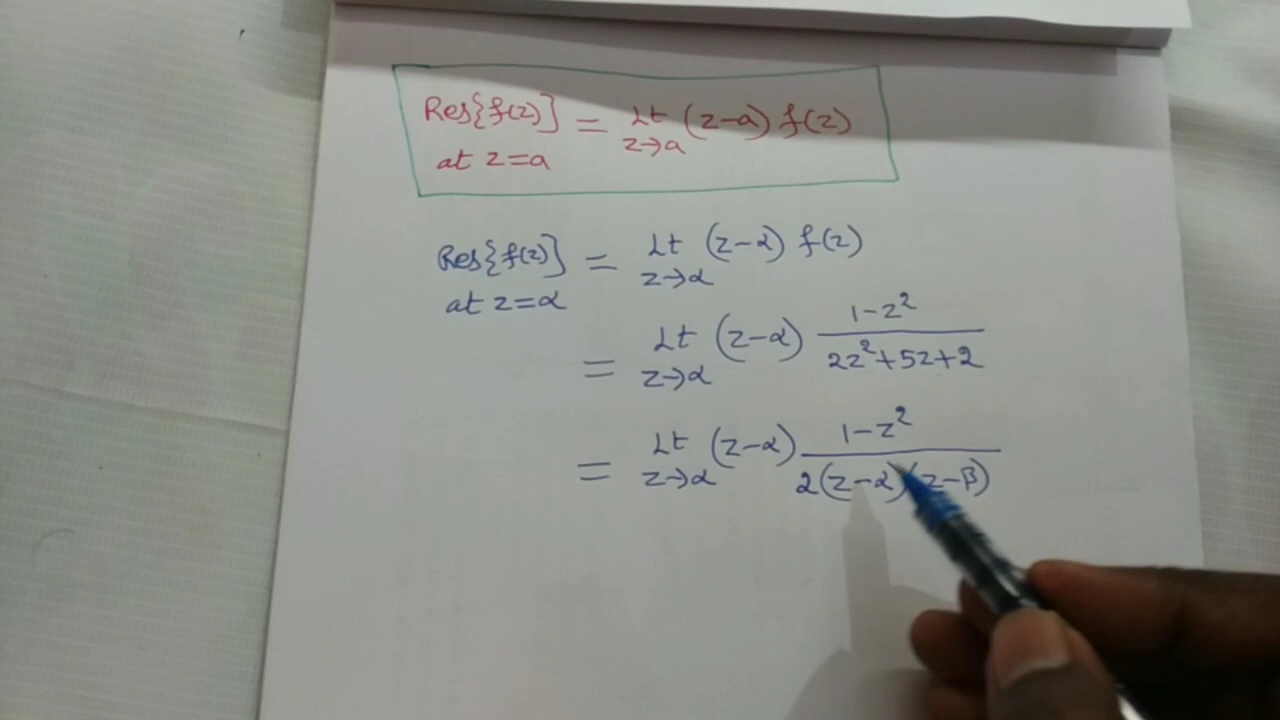 Res{f(z)] = Lt (z-a) f(z)
at z=a z→a
Res{f(z)] = Lt (z-α) f(z)
at z=α z→α
= Lt (z-α) 1-z²
z→α 2z²+5z+2
= Lt (z-α) 1-z²
z→α 2(z-α)(z-β)